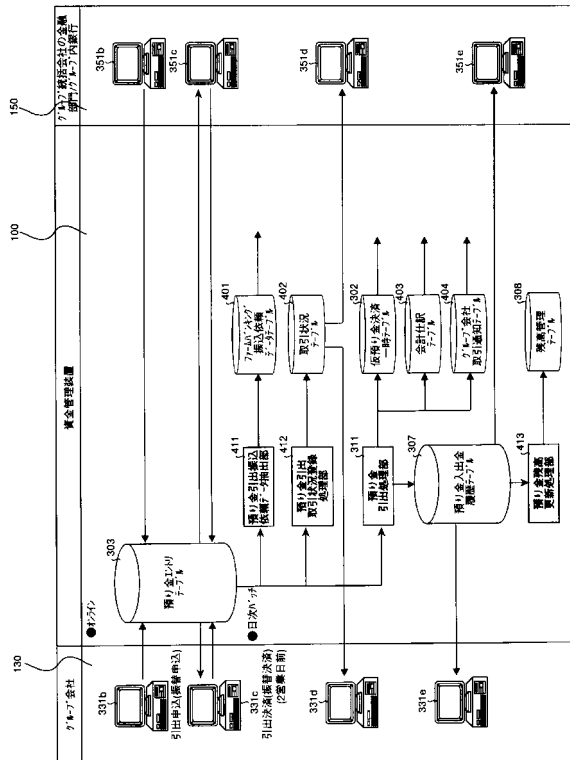 130
100
150
グループ会社
資金管理装置
グループ統括会社の金融
部門/グループ内銀行
●オンライン
331b
引出申込(振替申込)
331c
引出決済(振替決済)
(2営業日前)
303
預り金エントリ
テーブル
351b
351c
●日次バッチ
411
預り金引出振込
依頼データ抽出部
401
ファームバンキング
振込依頼
データテーブル
412
預り金引出
取引状況登録
処理部
402
取引状況
テーブル
331d
351d
311
預り金
引出処理部
302
仮預り金決済
一時テーブル
403
会計仕訳
テーブル
404
グループ会社
取引通知テーブル
307
預り金入出金
履歴テーブル
331e
351e
413
預り金残高
更新処理部
308
残高管理
テーブル